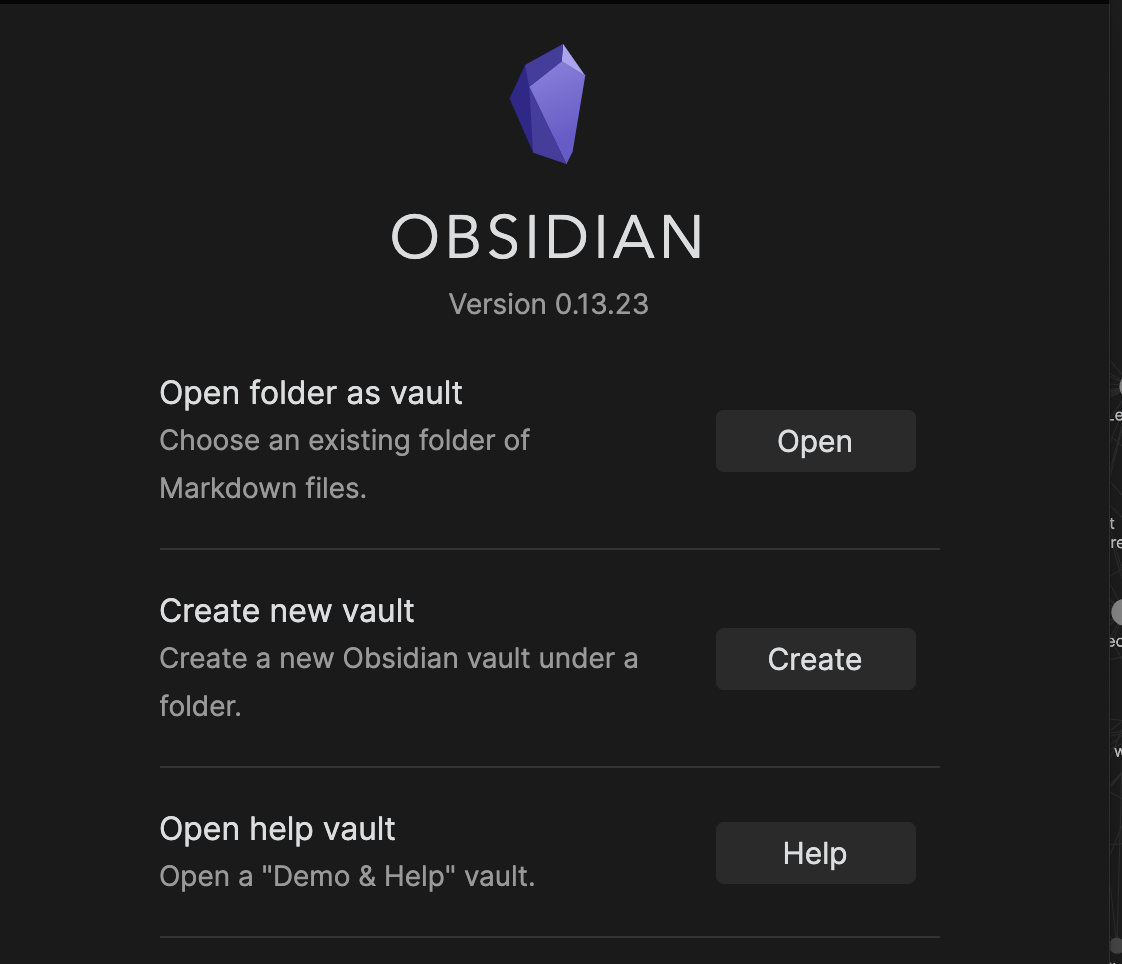 OBSIDIAN
Version 0.13.23
Open folder as vault
Choose an existing folder of
Markdown files.
Open
Create new vault
Create a new Obsidian vault under a
folder.
Create
Open help vault
Open a "Demo & Help" vault.
Help